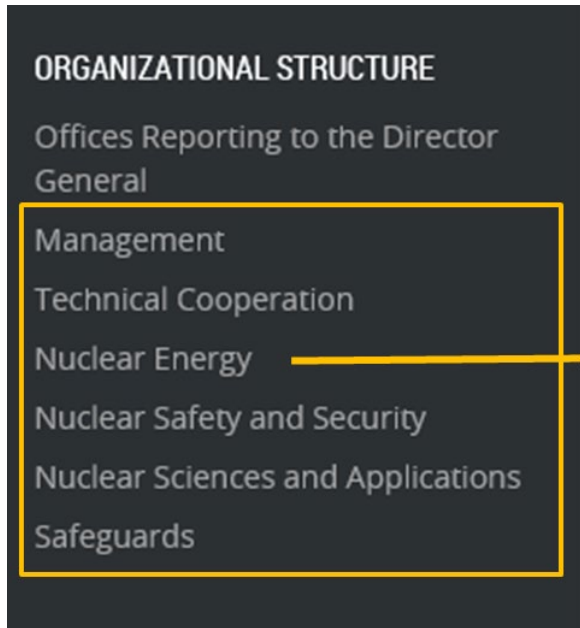 ORGANIZATIONAL STRUCTURE
Offices Reporting to the Director
General
Management
Technical Cooperation
Nuclear Energy
Nuclear Safety and Security
Nuclear Sciences and Applications
Safeguards